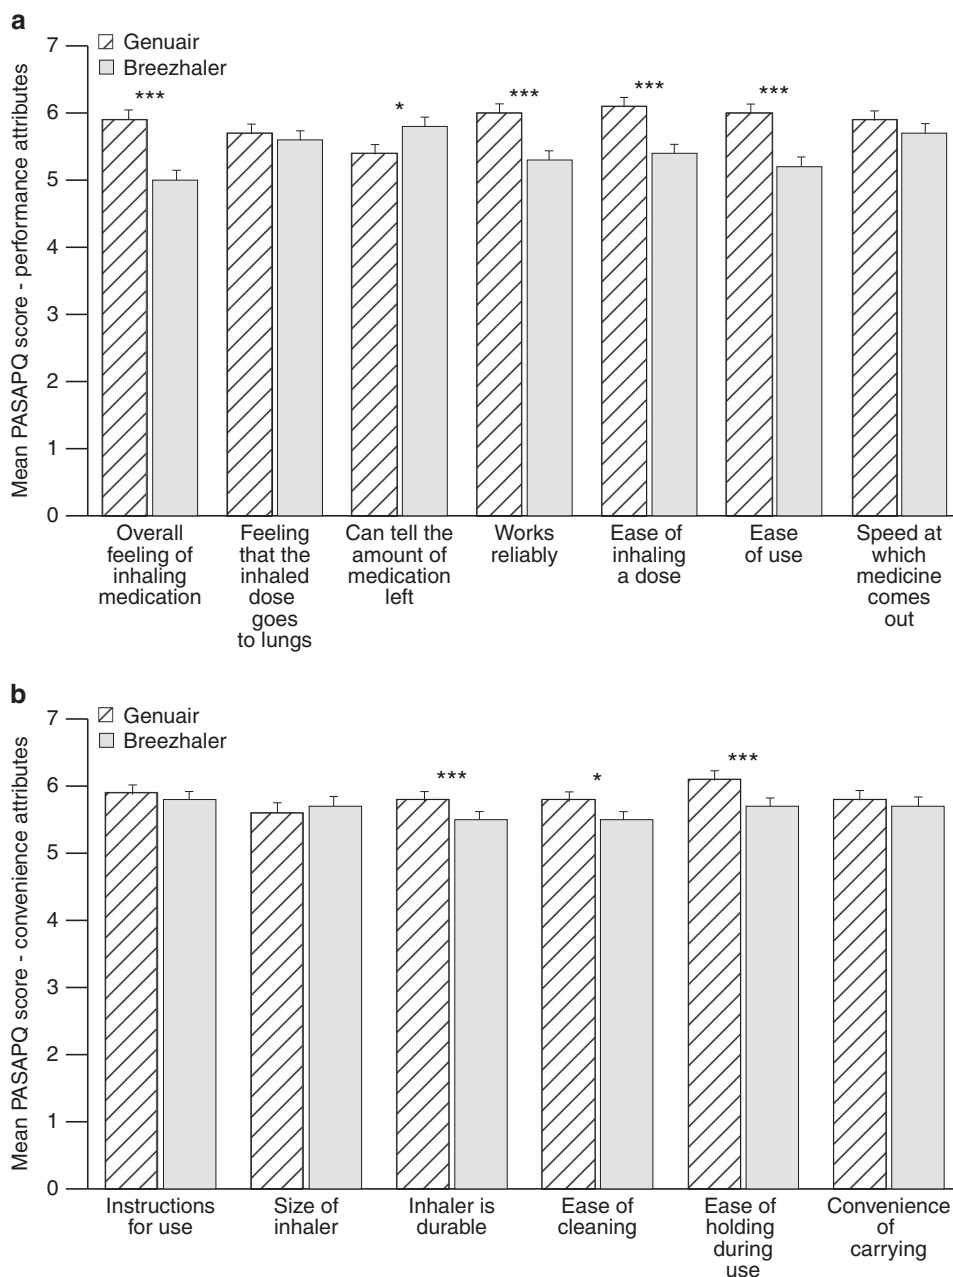 a
Mean PASAPQ score - performance attributes
7
6
5
4
3
2
1
0
Genuair
Breezhaler
***
*
***
***
***
Overall
feeling of
inhaling
medication
Feeling
that the
inhaled
dose
goes
to lungs
Can tell the
amount of
medication
left
Works
reliably
Ease of
inhaling
a dose
Ease
of use
Speed at
which
medicine
comes
out
b
Mean PASAPQ score - convenience attributes
7
6
5
4
3
2
1
0
Genuair
Breezhaler
***
*
***
Instructions
for use
Size of
inhaler
Inhaler is
durable
Ease of
cleaning
Ease of
holding
during
use
Convenience
of
carrying